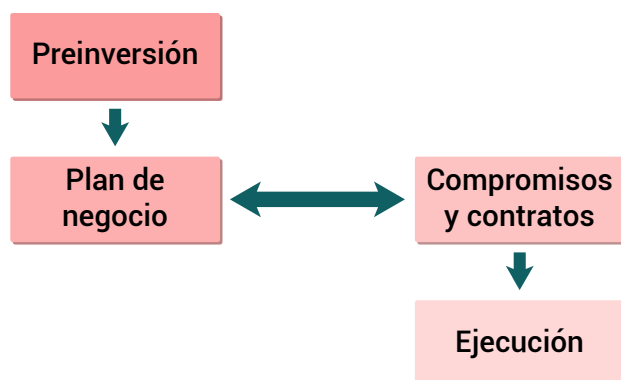 Preinversión
Plan de
negocio
Compromisos
y contratos
Ejecución